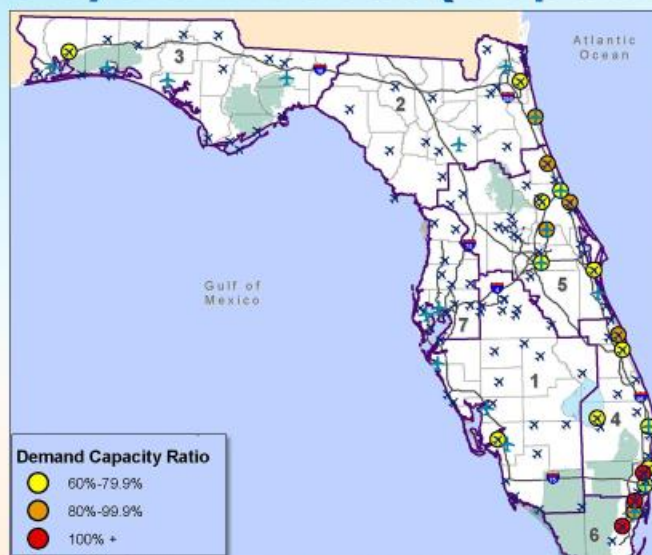 Atlantic
Ocean
3
2
Gulf of
Mexico
5
7
1
4
6
Demand Capacity Ratio
60%-79.9%
80%-99.9%
100% +